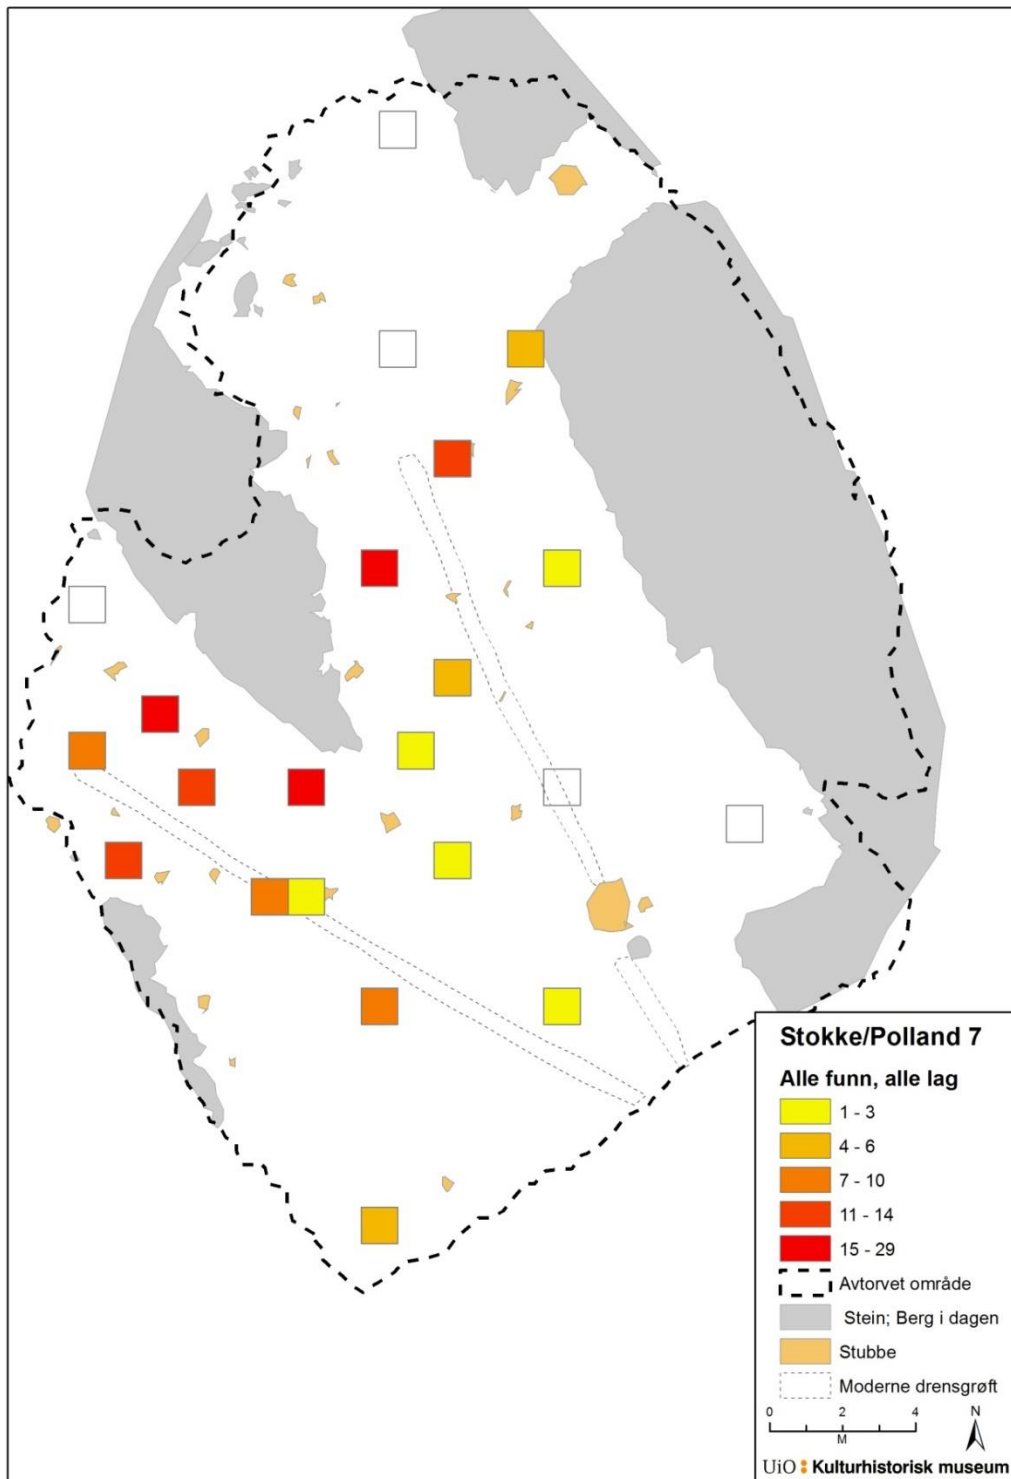 Stokke/Polland 7
Alle funn, alle lag
1 - 3
4 - 6
7 - 10
11 - 14
15 - 29
Avtorvet område
Stein; Berg i dagen
Stubbe
Moderne drensgrøft
0 2 4 N
M
UiO Kulturhistorisk museum